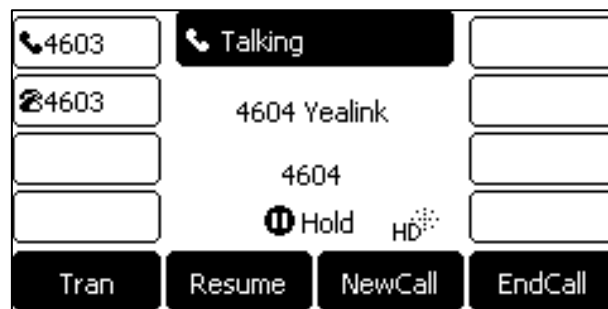 4603
Talking
4603
4604 Yealink
4604
Hold HD
Tran Resume NewCall EndCall